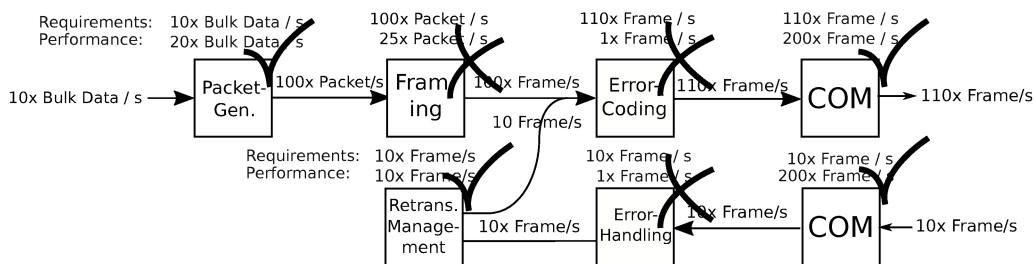 Requirements: 10x Bulk Data / s 100x Packet / s 110x Frame / s 110x Frame / s
Performance: 20x Bulk Data / s 25x Packet / s 1x Frame / s 200x Frame / s
10x Bulk Data / s
Packet-
Gen.
100x Packet/s
Fram
ing
100x Frame/s
Error-
Coding
110x Frame/s
COM
110x Frame/s
10 Frame/s
Requirements: 10x Frame/s 10x Frame / s 10x Frame / s
Performance: 10x Frame/s 1x Frame / s 200x Frame / s
Retrans.
Manage-
ment
10x Frame/s
Error-
Handling
10x Frame/s
COM
10x Frame/s